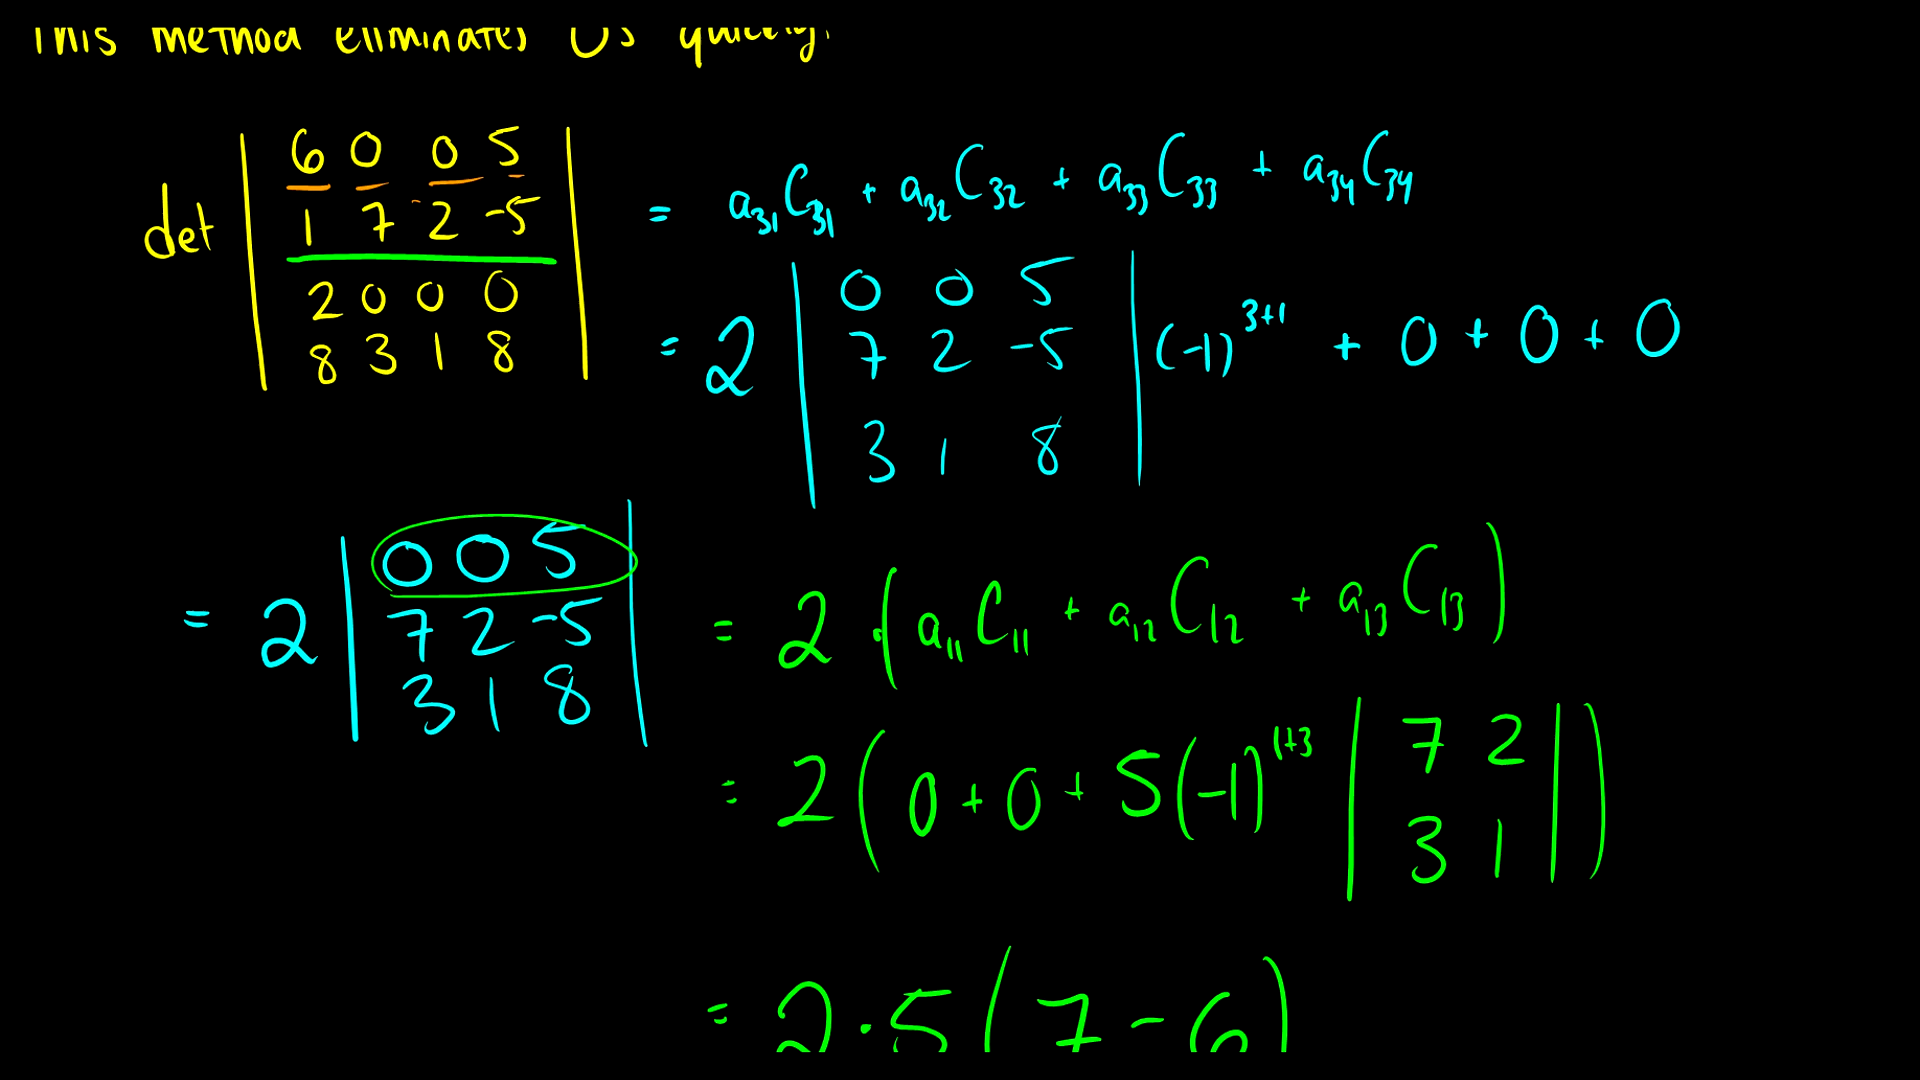 This method eliminates 0s quickly.
det | 6 0 0 5 |
| 1 7 2 -5 |
| 2 0 0 0 |
| 8 3 1 8 |
= a₃₁C₃₁ + a₃₂C₃₂ + a₃₃C₃₃ + a₃₄C₃₄
= 2 | 0 0 5 | (-1)³⁺¹ + 0 + 0 + 0
| 7 2 -5 |
| 3 1 8 |
= 2 | 0 0 5 |
| 7 2 -5 |
| 3 1 8 |
= 2 · (a₁₁C₁₁ + a₁₂C₁₂ + a₁₃C₁₃)
= 2 (0 + 0 + 5(-1)¹⁺³ | 7 2 |)
| 3 1 |
= 2 · 5 (7 - 6)